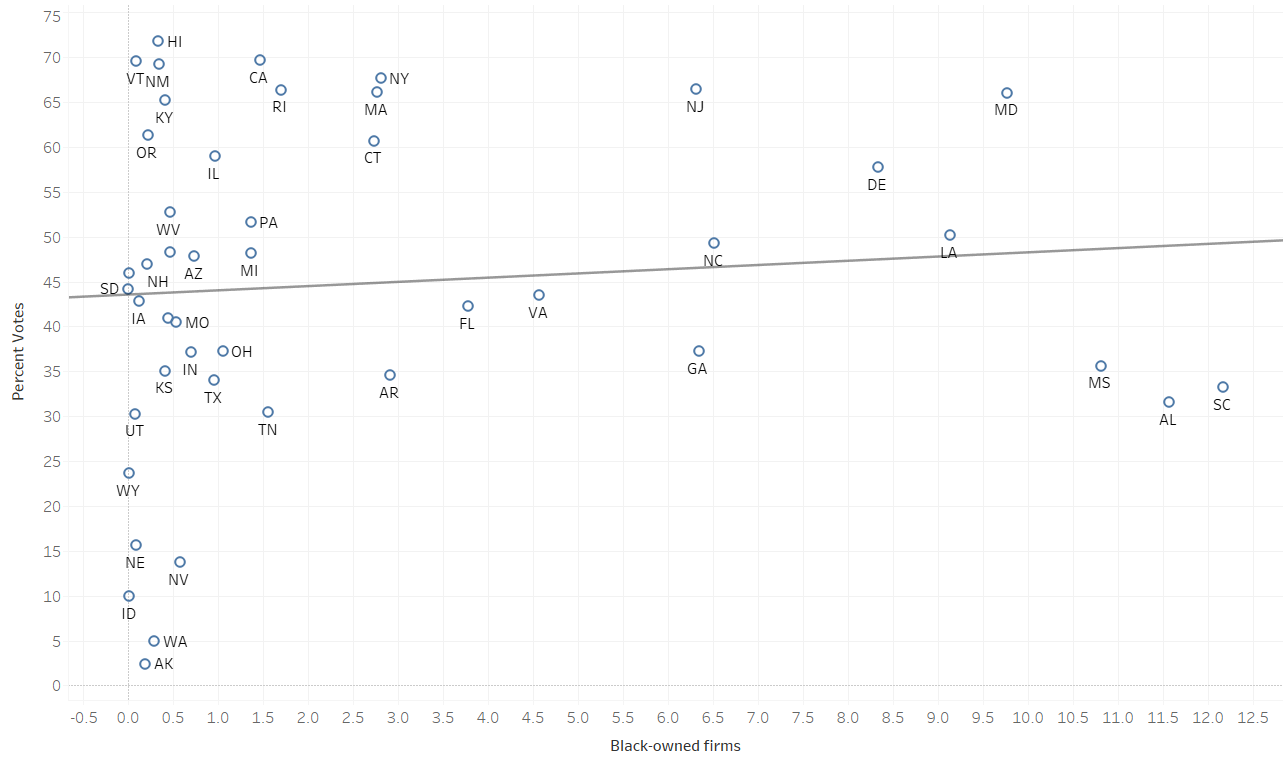 75
HI
70
VT
NM
CA
NY
RI
MA
NJ
MD
65
KY
60
OR
IL
CT
DE
55
WV
PA
50
NC
LA
NH
AZ
MI
45
SD
IA
MO
FL
VA
40
IN
OH
GA
35
KS
TX
AR
MS
SC
30
UT
TN
AL
25
WY
20
15
NE
NV
10
ID
5
WA
AK
0
Percent Votes
-0.5 0.0 0.5 1.0 1.5 2.0 2.5 3.0 3.5 4.0 4.5 5.0 5.5 6.0 6.5 7.0 7.5 8.0 8.5 9.0 9.5 10.0 10.5 11.0 11.5 12.0 12.5
Black-owned firms